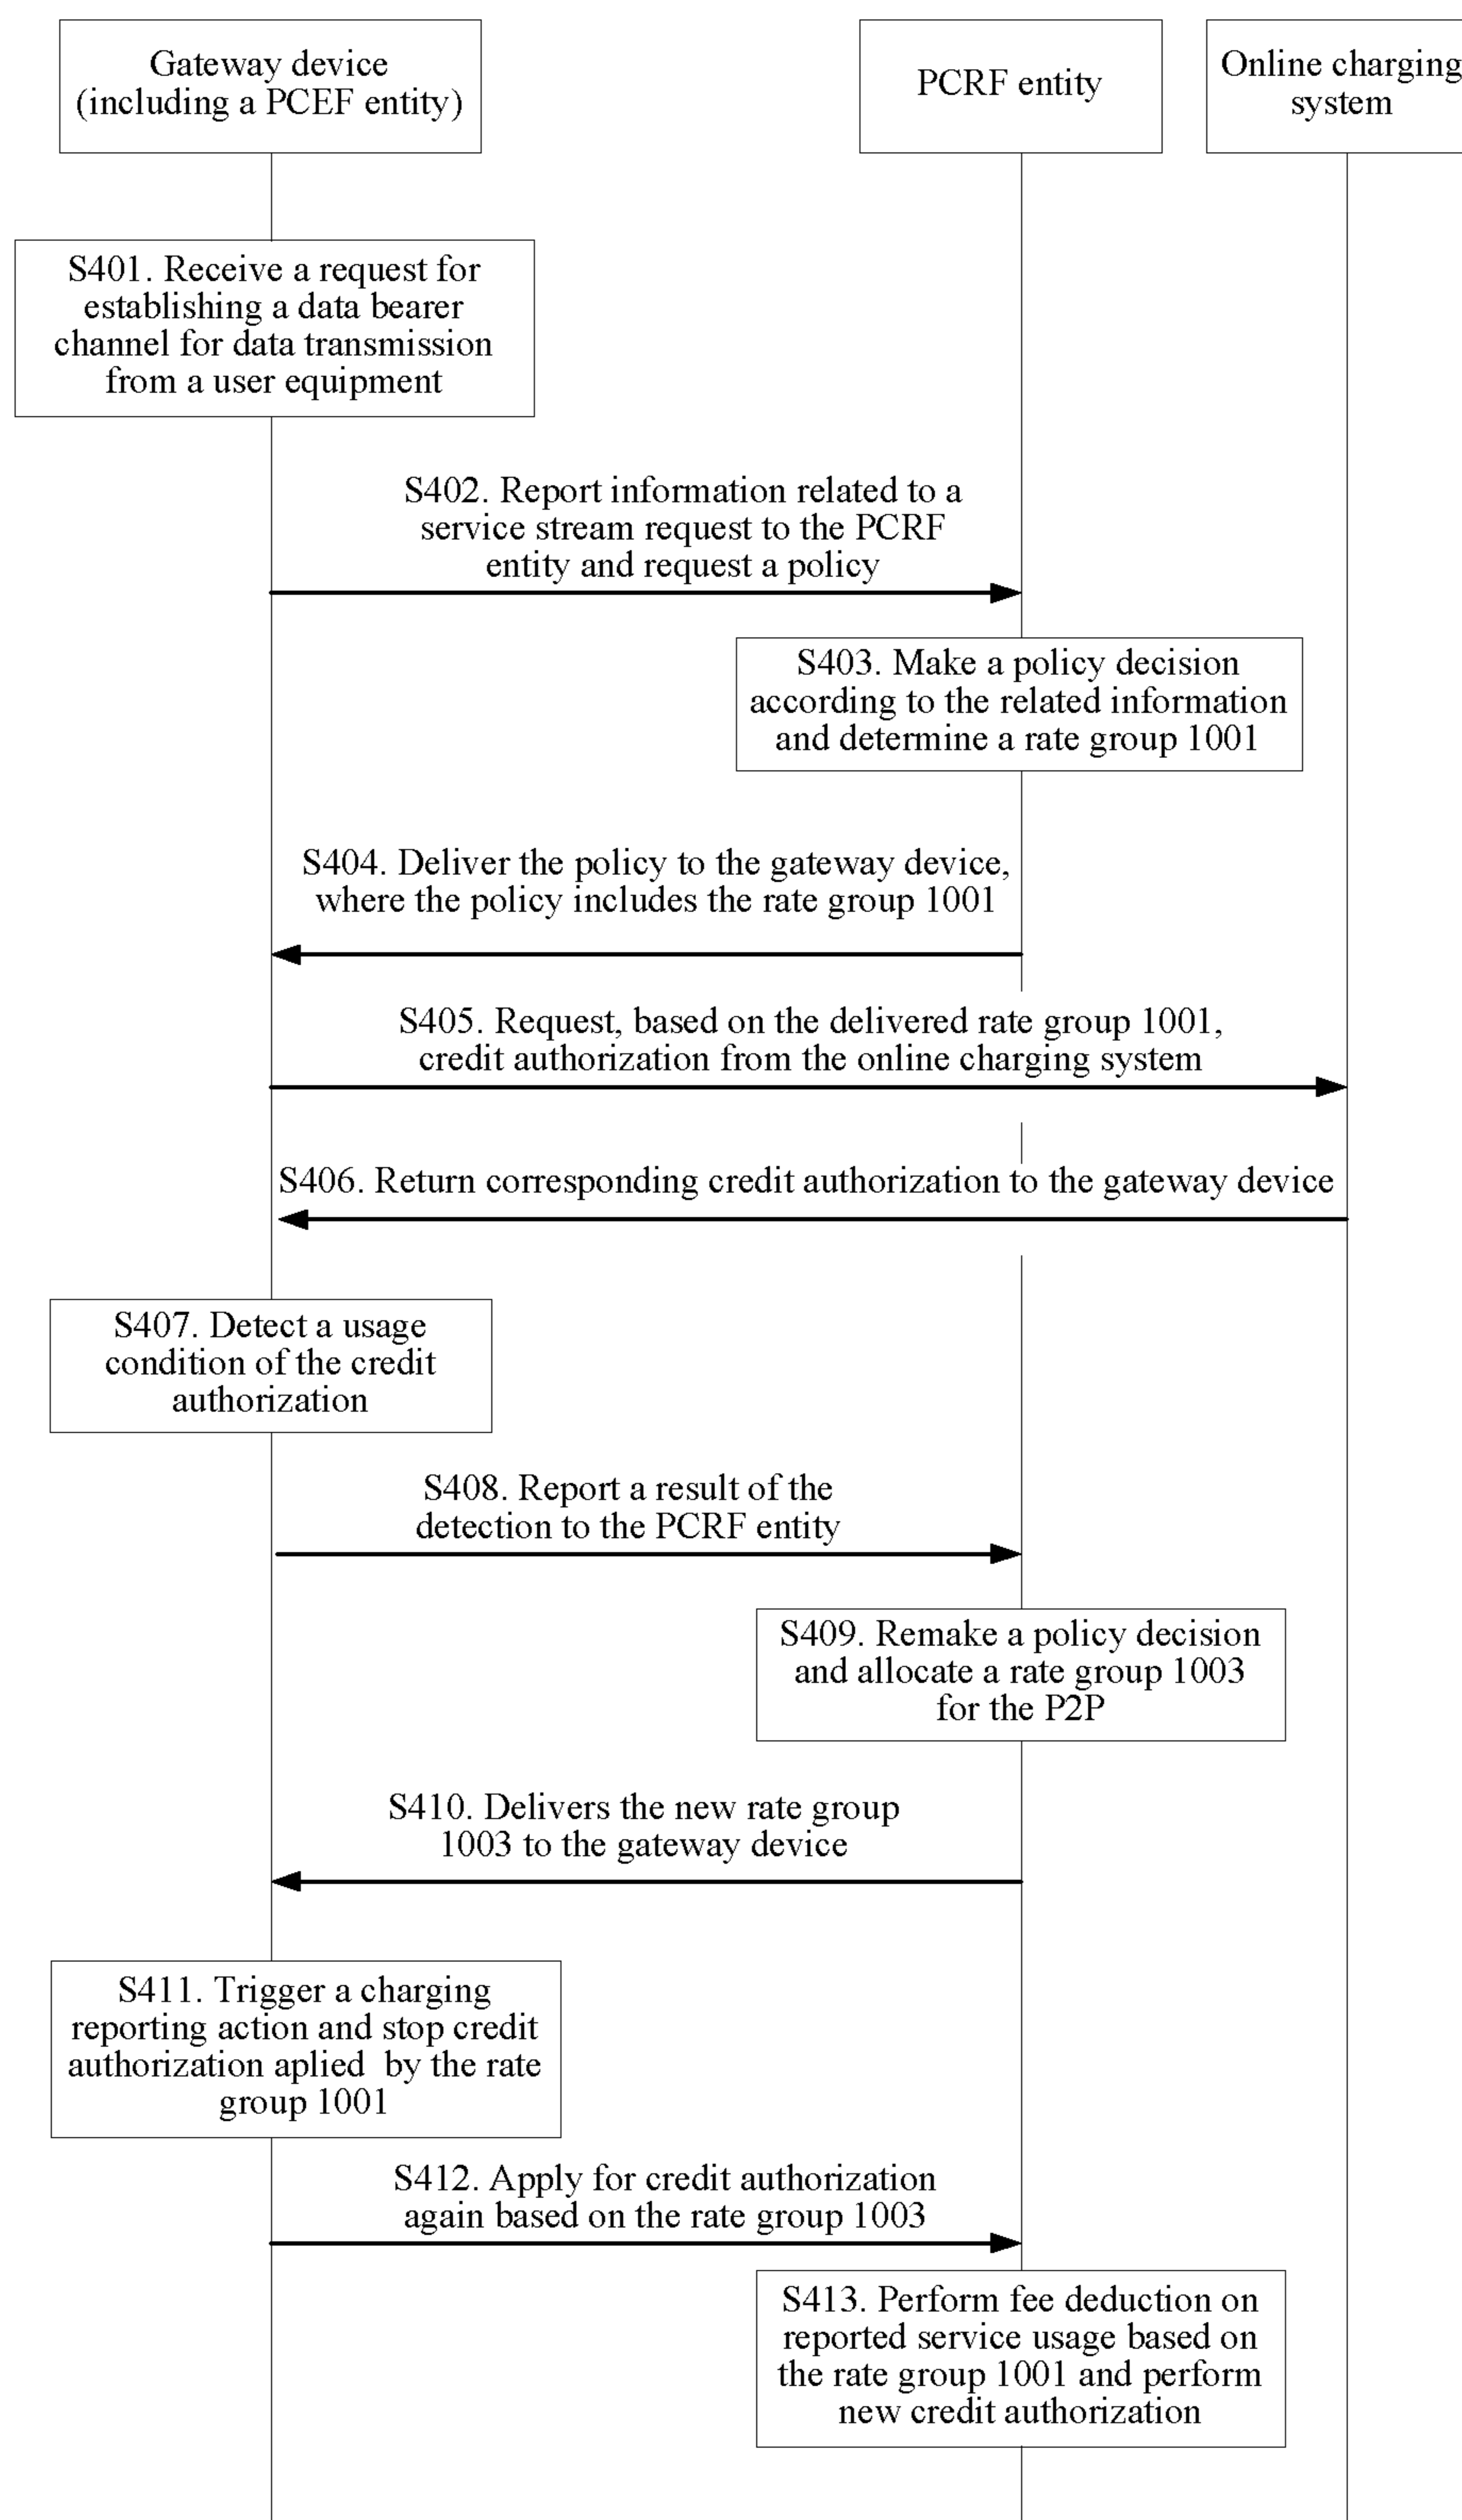 Gateway device
(including a PCEF entity)
PCRF entity
Online charging
system
S401. Receive a request for
establishing a data bearer
channel for data transmission
from a user equipment
S402. Report information related to a
service stream request to the PCRF
entity and request a policy
S403. Make a policy decision
according to the related information
and determine a rate group 1001
S404. Deliver the policy to the gateway device,
where the policy includes the rate group 1001
S405. Request, based on the delivered rate group 1001,
credit authorization from the online charging system
S406. Return corresponding credit authorization to the gateway device
S407. Detect a usage
condition of the credit
authorization
S408. Report a result of the
detection to the PCRF entity
S409. Remake a policy decision
and allocate a rate group 1003
for the P2P
S410. Delivers the new rate group
1003 to the gateway device
S411. Trigger a charging
reporting action and stop credit
authorization aplied  by the rate
group 1001
S412. Apply for credit authorization
again based on the rate group 1003
S413. Perform fee deduction on
reported service usage based on
the rate group 1001 and perform
new credit authorization